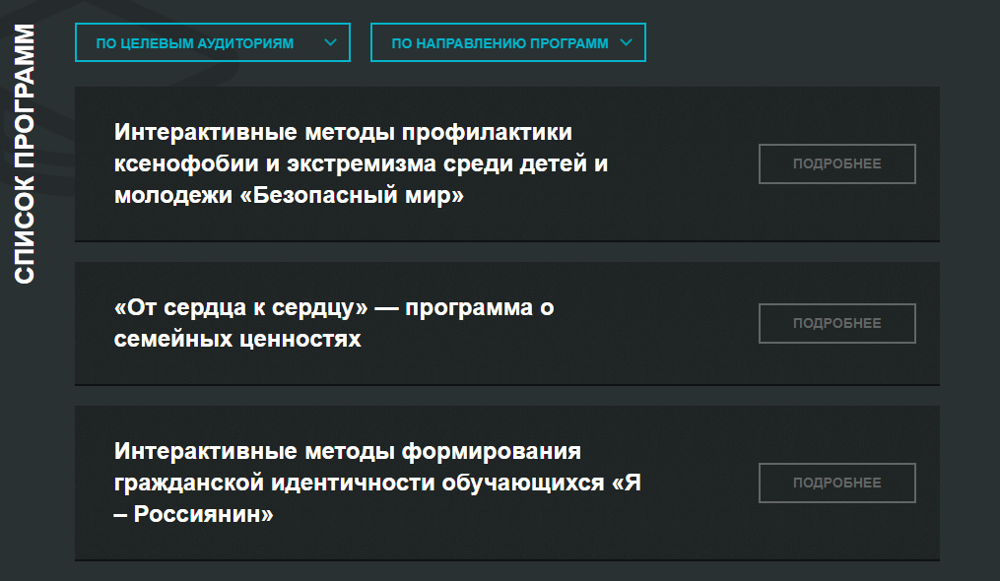 СПИСОК ПРОГРАММ
ПО ЦЕЛЕВЫМ АУДИТОРИЯМ
ПО НАПРАВЛЕНИЮ ПРОГРАММ
Интерактивные методы профилактики
ксенофобии и экстремизма среди детей и
молодежи «Безопасный мир»
ПОДРОБНЕЕ
«От сердца к сердцу» — программа о
семейных ценностях
ПОДРОБНЕЕ
Интерактивные методы формирования
гражданской идентичности обучающихся «Я
– Россиянин»
ПОДРОБНЕЕ